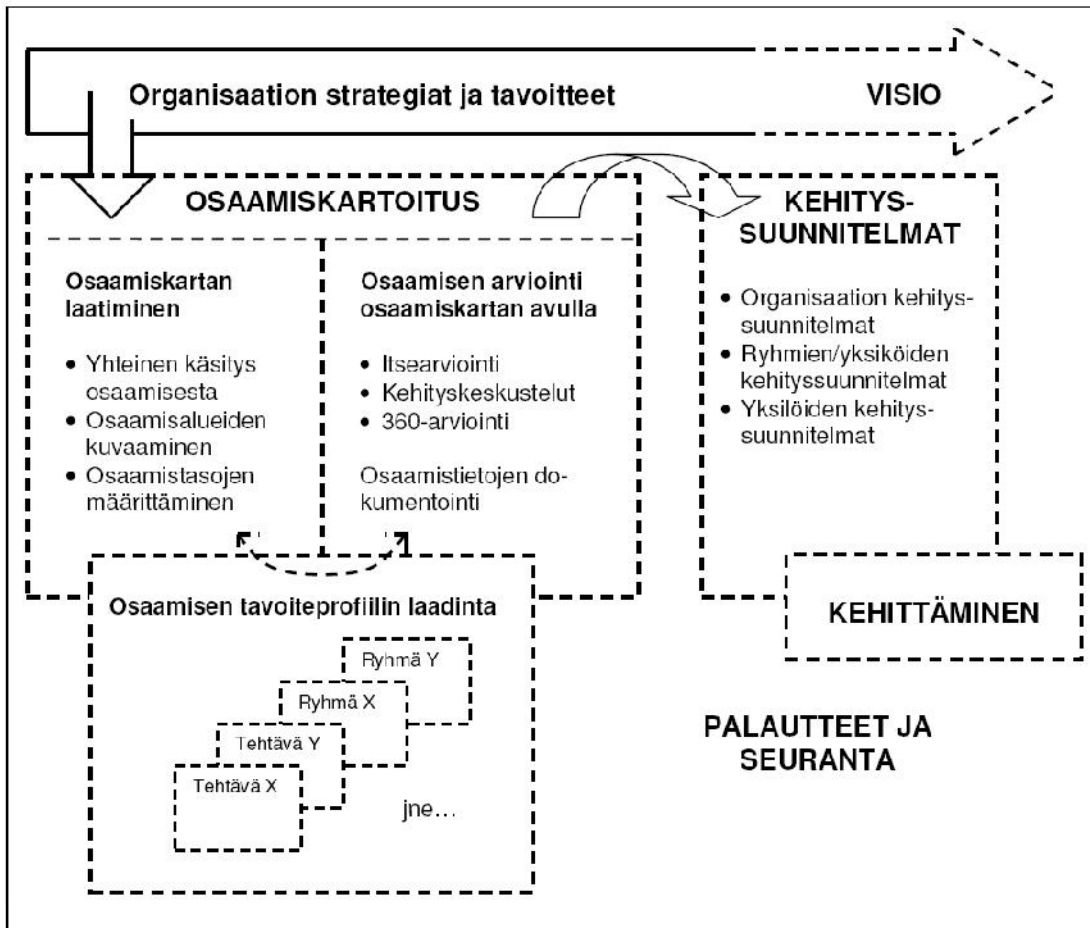 Organisaation strategiat ja tavoitteet
VISIO
OSAAMISKARTOITUS
Osaamiskartan
laatiminen
• Yhteinen käsitys
osaamisesta
• Osaamisalueiden
kuvaaminen
• Osaamistasojen
määrittäminen
Osaamisen arviointi
osaamiskartan avulla
• Itsearviointi
• Kehityskeskustelut
• 360-arviointi
Osaamistietojen do-
kumentointi
KEHITYS-
SUUNNITELMAT
• Organisaation kehitys-
suunnitelmat
• Ryhmien/yksiköiden
kehityssuunnitelmat
• Yksilöiden kehitys-
suunnitelmat
KEHITTÄMINEN
Osaamisen tavoiteprofiilin laadinta
Ryhmä Y
Ryhmä X
Tehtävä Y
Tehtävä X
jne...
PALAUTTEET JA
SEURANTA